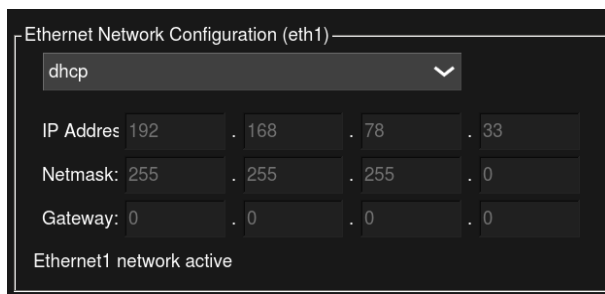 Ethernet Network Configuration (eth1)
dhcp
IP Addres 192 . 168 . 78 . 33
Netmask: 255 . 255 . 255 . 0
Gateway: 0 . 0 . 0 . 0
Ethernet1 network active